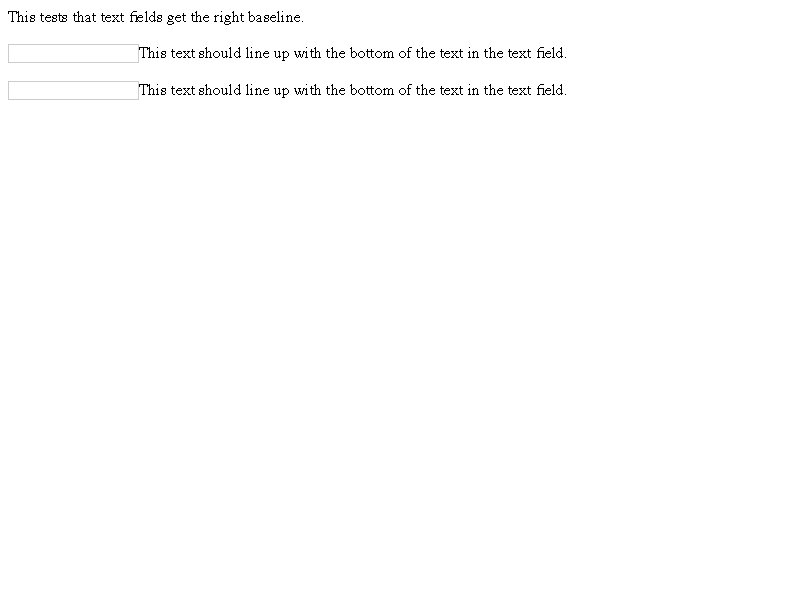 This tests that text fields get the right baseline.
This text should line up with the bottom of the text in the text field.
This text should line up with the bottom of the text in the text field.